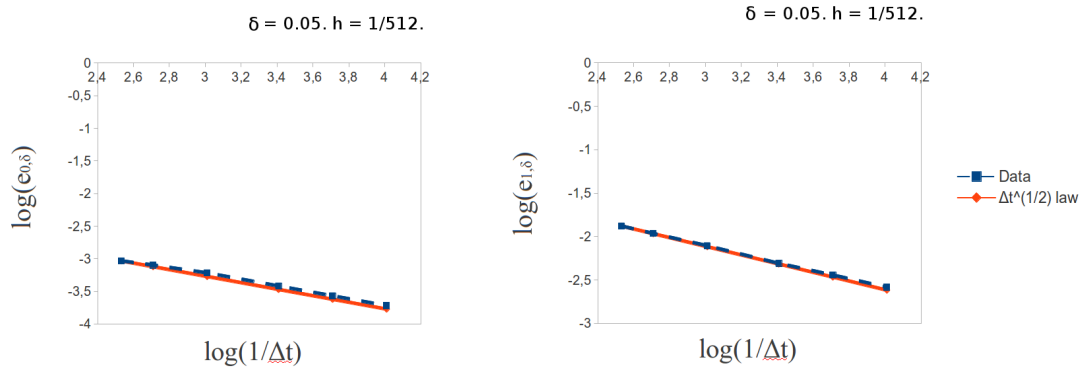 δ = 0.05. h = 1/512.
0
2,4 2,6 2,8 3 3,2 3,4 3,6 3,8 4 4,2
-0,5
-1
-1,5
-2
-2,5
-3
-3,5
-4
log(e0,δ)
log(1/Δt)
δ = 0.05. h = 1/512.
0
2,4 2,6 2,8 3 3,2 3,4 3,6 3,8 4 4,2
-0,5
-1
-1,5
-2
-2,5
-3
log(e1,δ)
log(1/Δt)
Data
Δt^(1/2) law